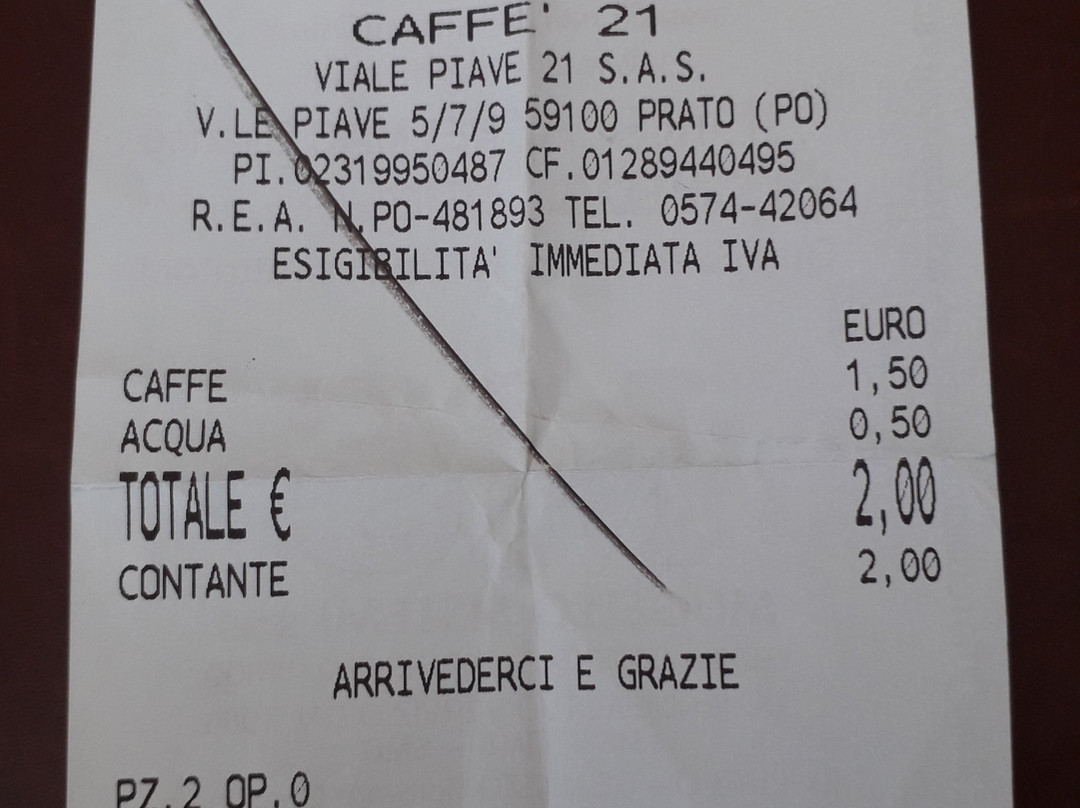 CAFFE' 21
VIALE PIAVE 21 S.A.S.
V.LE PIAVE 5/7/9 59100 PRATO (PO)
PI.02319950487 CF.01289440495
R.E.A. N.PO-481893 TEL. 0574-42064
ESIGIBILITA' IMMEDIATA IVA
EURO
CAFFE 1,50
ACQUA 0,50
TOTALE € 2,00
CONTANTE 2,00
ARRIVEDERCI E GRAZIE
PZ.2 OP.0